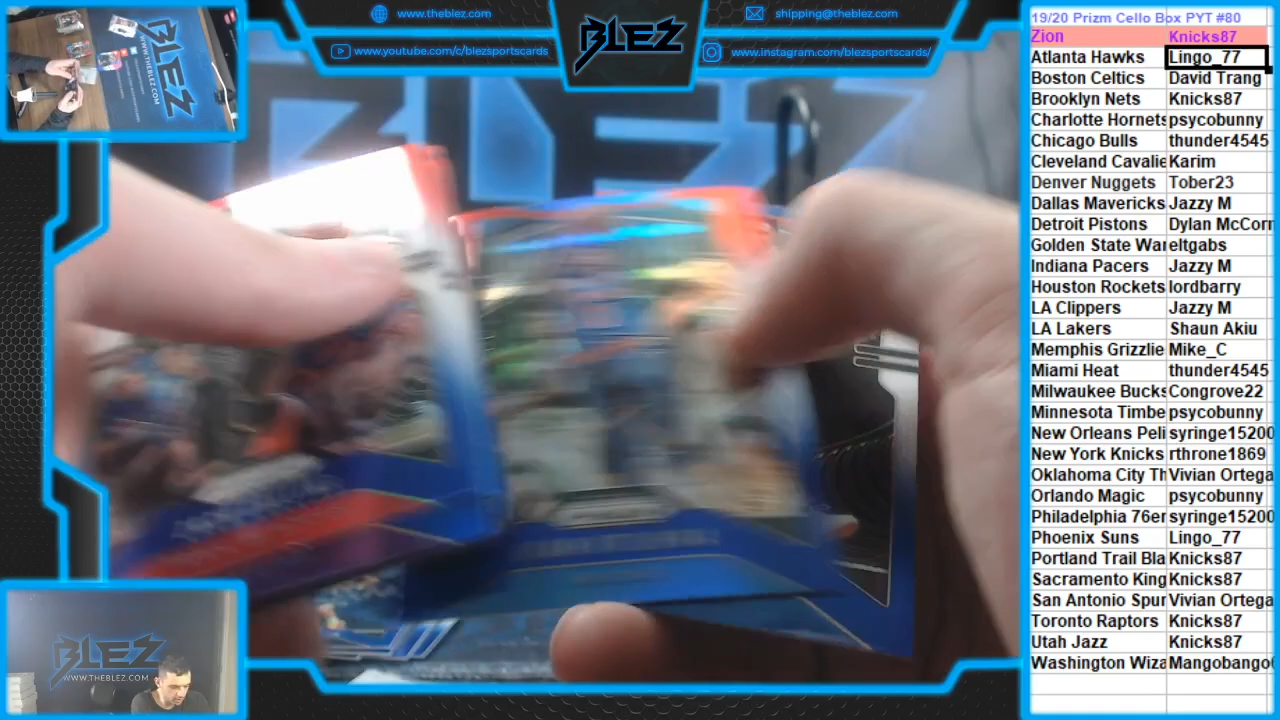 www.theblez.com
shipping@theblez.com
www.youtube.com/c/blezsportscards
BLEZ
www.instagram.com/blezsportscards/
BLEZ
WWW.THEBLEZ.COM
BLEZ
BLEZ
WWW.THEBLEZ.COM
19/20 Prizm Cello Box PYT #80
Zion Knicks87
Atlanta Hawks Lingo_77
Boston Celtics David Trang
Brooklyn Nets Knicks87
Charlotte Hornets psycobunny
Chicago Bulls thunder4545
Cleveland Cavalie Karim
Denver Nuggets Tober23
Dallas Mavericks Jazzy M
Detroit Pistons Dylan McCorr
Golden State War eltgabs
Indiana Pacers Jazzy M
Houston Rockets lordbarry
LA Clippers Jazzy M
LA Lakers Shaun Akiu
Memphis Grizzlie Mike_C
Miami Heat thunder4545
Milwaukee Bucks Congrove22
Minnesota Timbe psycobunny
New Orleans Peli syringe15200
New York Knicks rthrone1869
Oklahoma City Th Vivian Ortega
Orlando Magic psycobunny
Philadelphia 76er syringe15200
Phoenix Suns Lingo_77
Portland Trail Bla Knicks87
Sacramento King Knicks87
San Antonio Spur Vivian Ortega
Toronto Raptors Knicks87
Utah Jazz Knicks87
Washington Wiza Mangobango